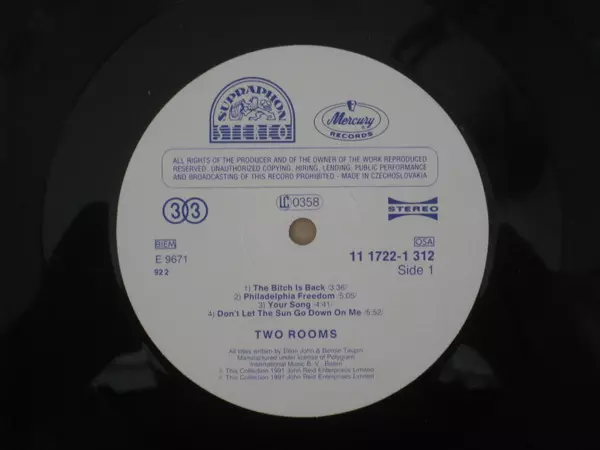 SUPRAPHON
STEREO
Mercury
RECORDS
ALL RIGHTS OF THE PRODUCER AND OF THE OWNER OF THE WORK REPRODUCED
RESERVED. UNAUTHORIZED COPYING, HIRING, LENDING, PUBLIC PERFORMANCE
AND BROADCASTING OF THIS RECORD PROHIBITED - MADE IN CZECHOSLOVAKIA
33
LC 0358
STEREO
BIEM
OSA
E 9671
11 1722-1 312
92 2
Side 1
1) The Bitch Is Back /3:36/
2) Philadelphia Freedom /5:05/
3) Your Song /4:41/
4) Don't Let The Sun Go Down On Me /5:52/
TWO ROOMS
All titles written by Elton John & Bernie Taupin
Manufactured under license of Polygram
International Music B. V., Baarn
This Collection 1991 John Reid Enterprises Limited
This Collection 1991 John Reid Enterprises Limited